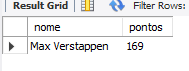 Result Grid Filter Rows:
nome pontos
Max Verstappen 169